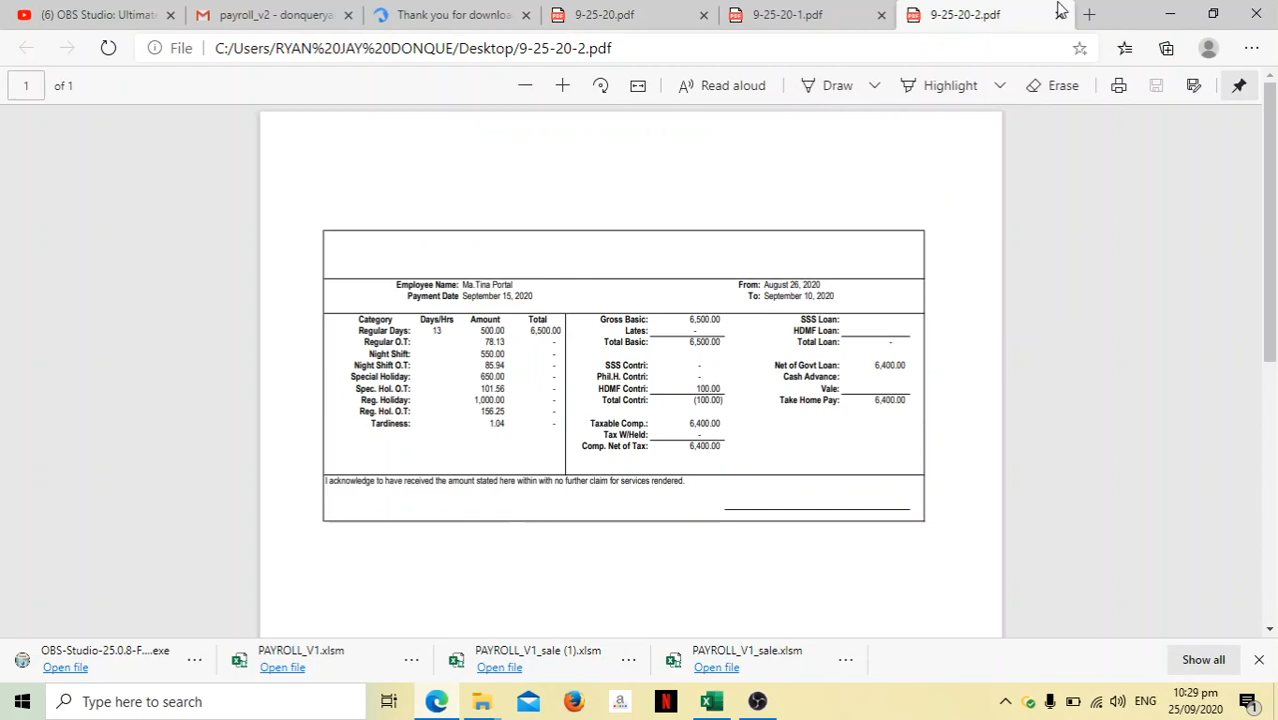 (6) OBS Studio: Ultimat
payroll_v2 - donquerya
Thank you for downloa
9-25-20.pdf
9-25-20-1.pdf
9-25-20-2.pdf
File
C:/Users/RYAN%20JAY%20DONQUE/Desktop/9-25-20-2.pdf
1 of 1
Read aloud
Draw
Highlight
Erase
Employee Name: Ma.Tina Portal
From: August 26, 2020
Payment Date September 15, 2020
To: September 10, 2020
Category Days/Hrs Amount Total
Regular Days: 13 500.00 6,500.00
Regular O.T: 78.13 -
Night Shift: 550.00 -
Night Shift O.T: 85.94 -
Special Holiday: 650.00 -
Spec. Hol. O.T: 101.56 -
Reg. Holiday: 1,000.00 -
Reg. Hol. O.T: 156.25 -
Tardiness: 1.04 -
Gross Basic: 6,500.00
Lates: -
Total Basic: 6,500.00
SSS Contri: -
Phil.H. Contri: -
HDMF Contri: 100.00
Total Contri: (100.00)
Taxable Comp.: 6,400.00
Tax W/Held: -
Comp. Net of Tax: 6,400.00
SSS Loan:
HDMF Loan:
Total Loan: -
Net of Govt Loan: 6,400.00
Cash Advance:
Vale:
Take Home Pay: 6,400.00
I acknowledge to have received the amount stated here within with no further claim for services rendered.
OBS-Studio-25.0.8-F....exe
Open file
PAYROLL_V1.xlsm
Open file
PAYROLL_V1_sale (1).xlsm
Open file
PAYROLL_V1_sale.xlsm
Open file
Show all
Type here to search
a
N
ENG
10:29 pm
25/09/2020
1